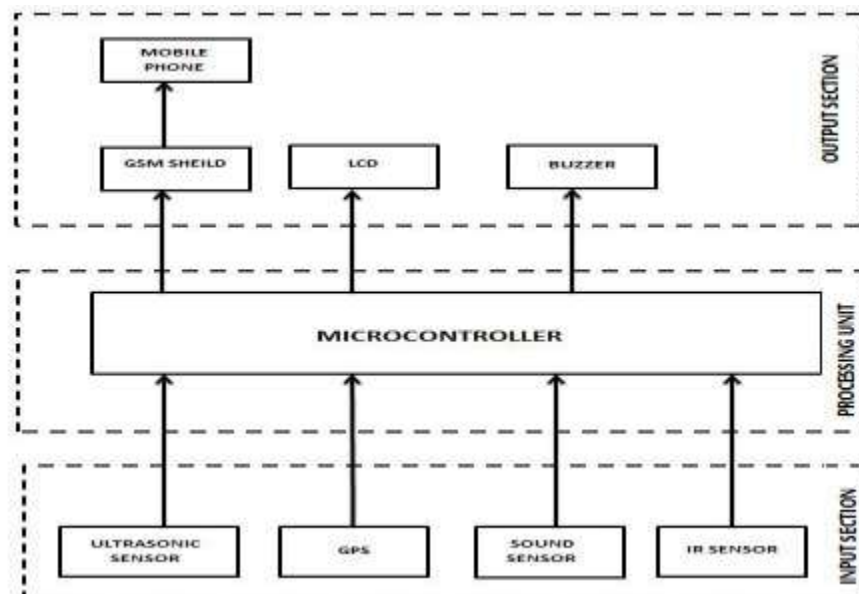 MOBILE
PHONE
GSM SHEILD
LCD
BUZZER
OUTPUT SECTION
MICROCONTROLLER
PROCESSING UNIT
ULTRASONIC
SENSOR
GPS
SOUND
SENSOR
IR SENSOR
INPUT SECTION